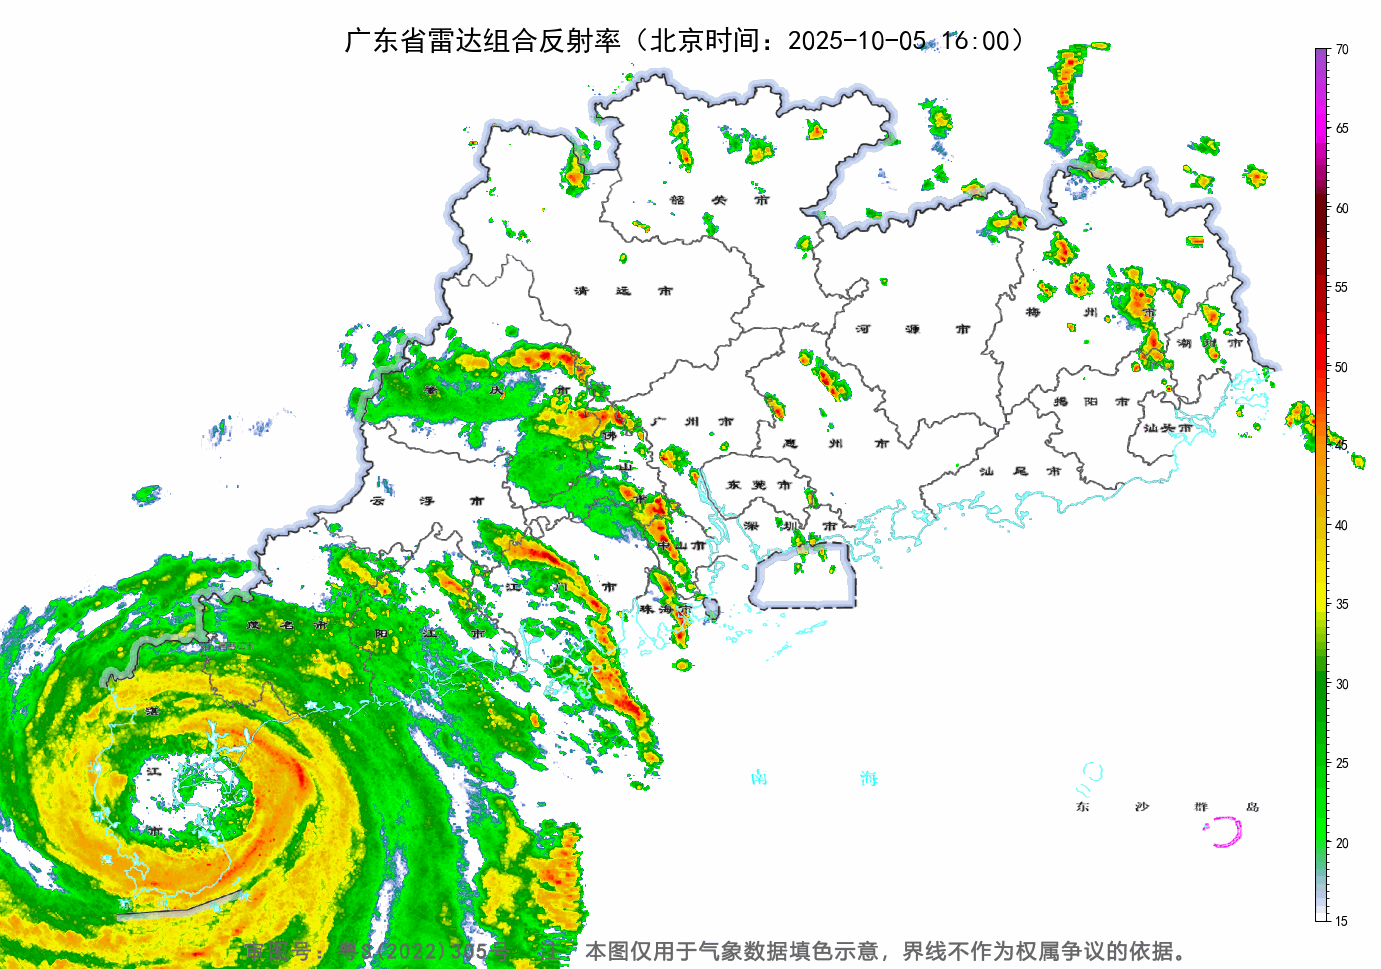 广东省雷达组合反射率（北京时间：2025-10-05 16:00）
70
65
60
55
50
45
40
35
30
25
20
15
韶关市
清远市
河源市
梅州市
潮州市
肇庆市
广州市
揭阳市
汕头市
佛山市
惠州市
汕尾市
云浮市
东莞市
深圳市
中山市
江门市
珠海市
茂名市
阳江市
湛江市
南海
东沙群岛
审图号：粤S(2022)385号 注：本图仅用于气象数据填色示意，界线不作为权属争议的依据。